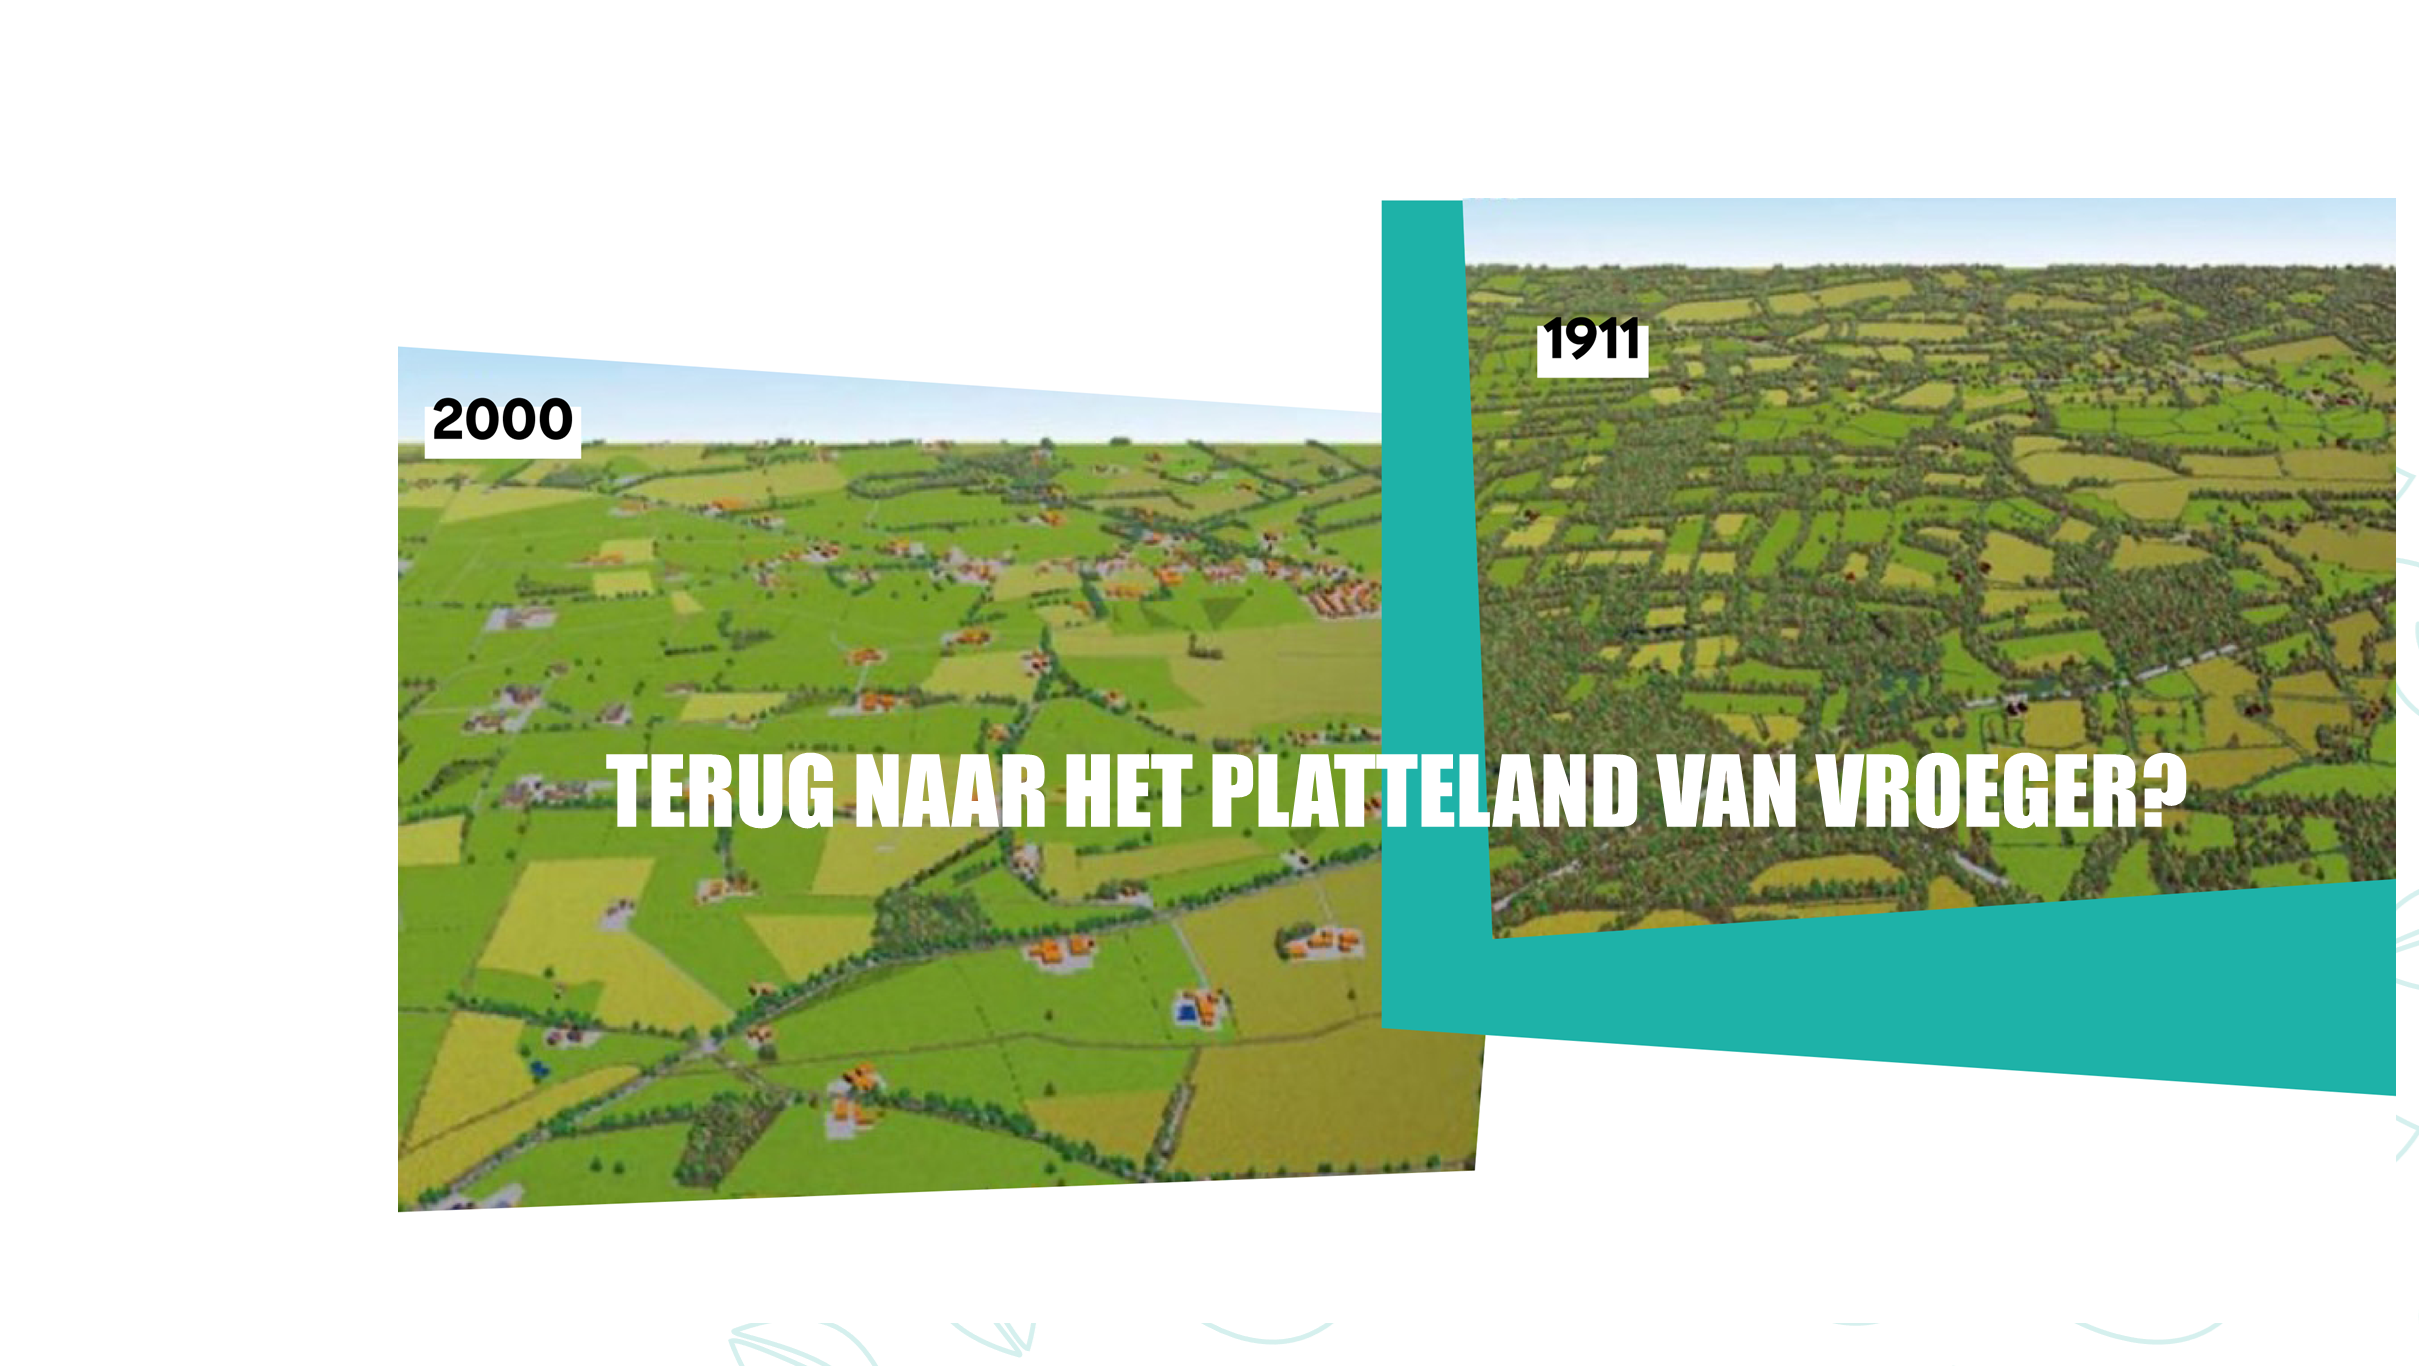 1911
2000
TERUG NAAR HET PLATTELAND VAN VROEGER?